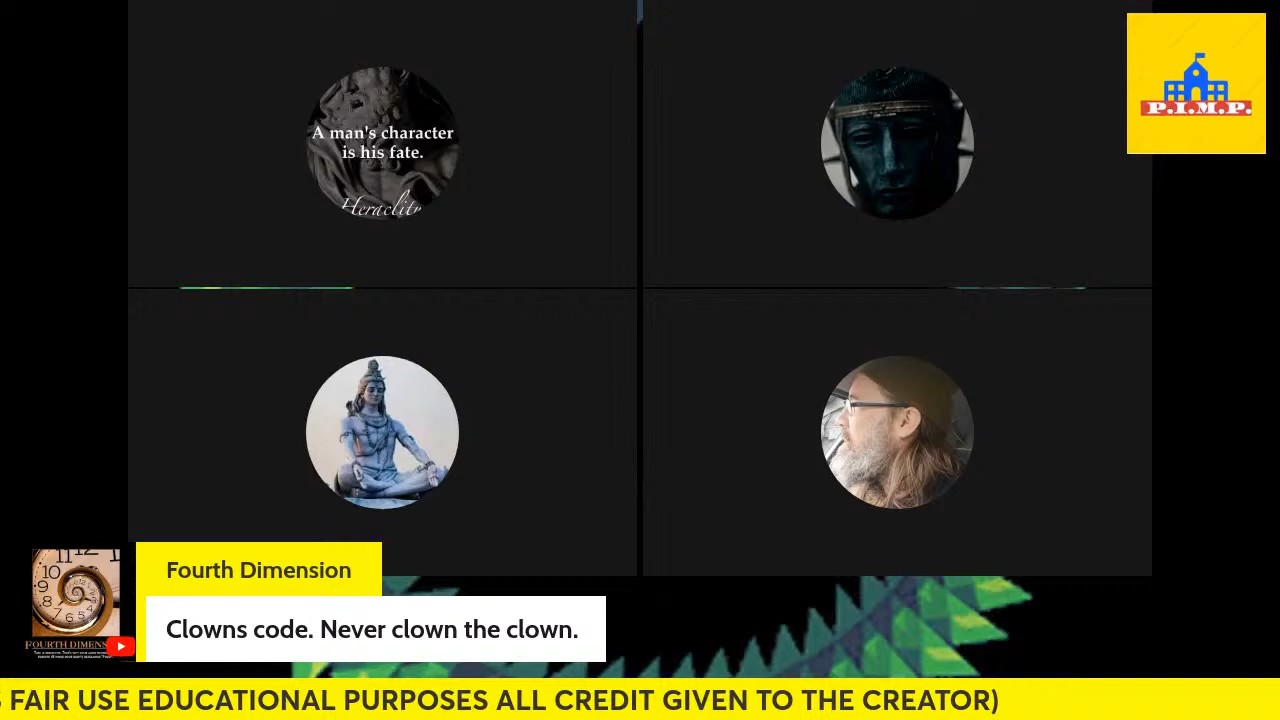 A man's character
is his fate.
P.I.M.P.
Fourth Dimension
Clowns code. Never clown the clown.
FAIR USE EDUCATIONAL PURPOSES ALL CREDIT GIVEN TO THE CREATOR)